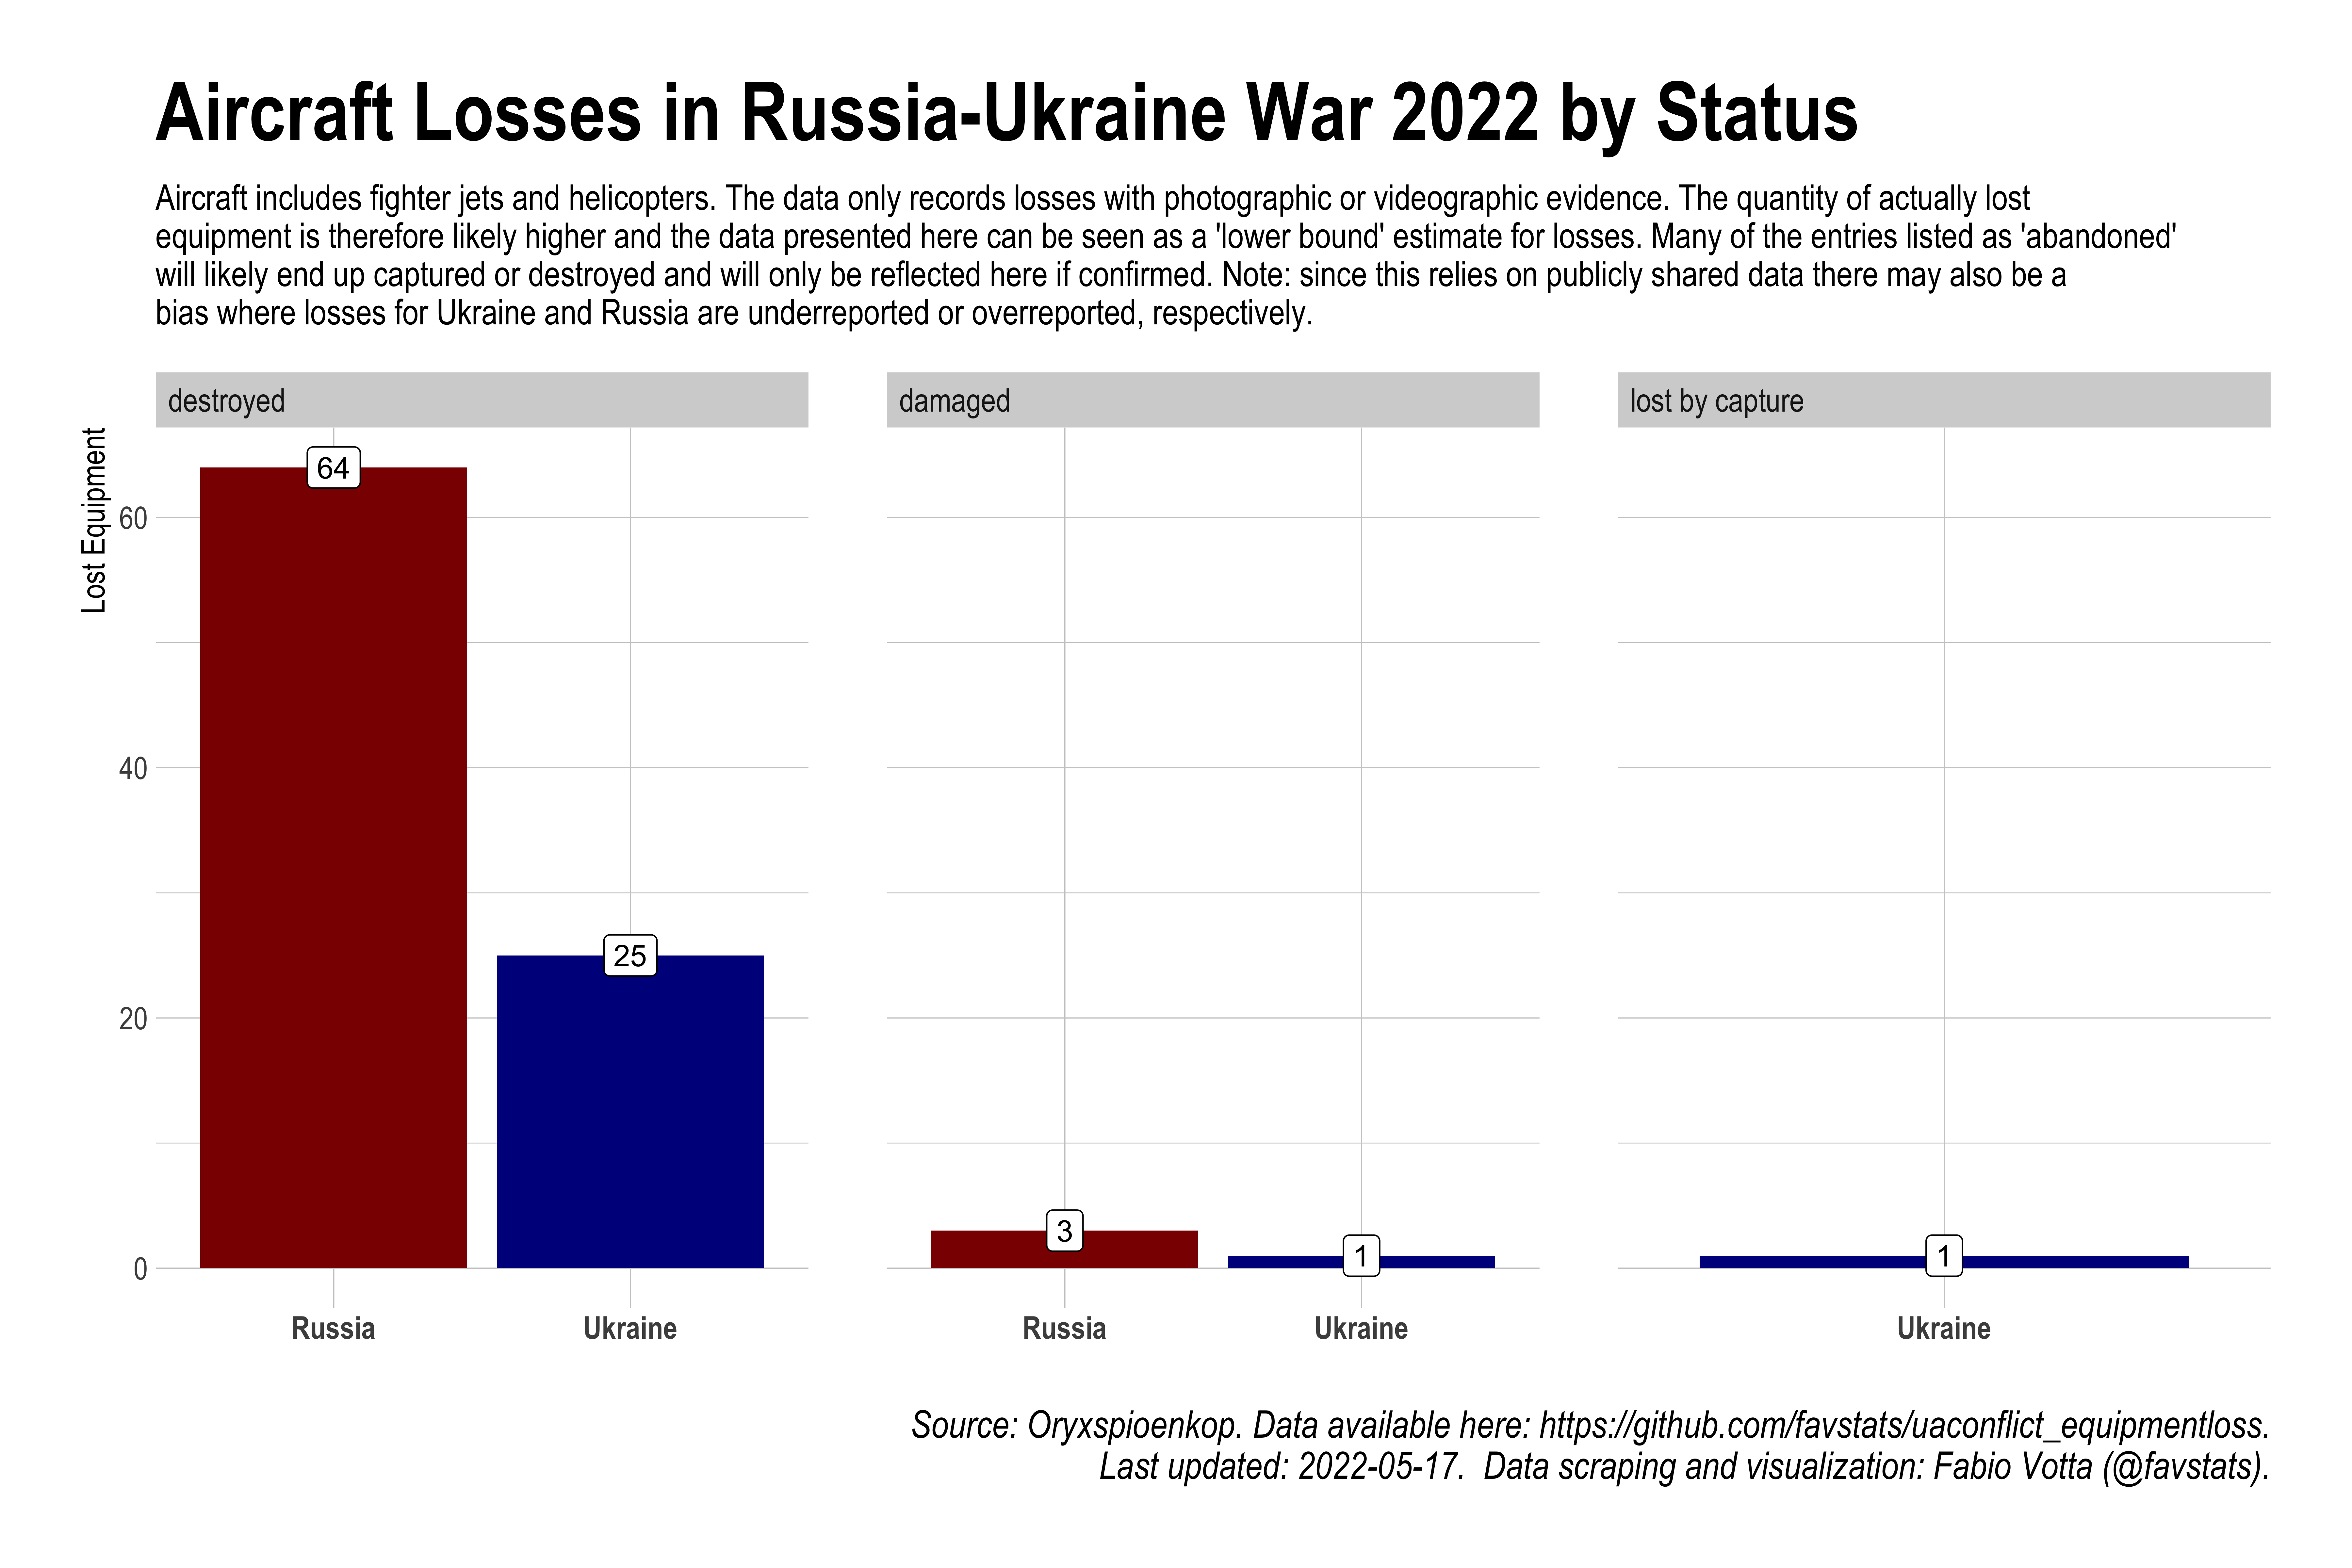 Aircraft Losses in Russia-Ukraine War 2022 by Status
Aircraft includes fighter jets and helicopters. The data only records losses with photographic or videographic evidence. The quantity of actually lost
equipment is therefore likely higher and the data presented here can be seen as a 'lower bound' estimate for losses. Many of the entries listed as 'abandoned'
will likely end up captured or destroyed and will only be reflected here if confirmed. Note: since this relies on publicly shared data there may also be a
bias where losses for Ukraine and Russia are underreported or overreported, respectively.
destroyed
damaged
lost by capture
Lost Equipment
60
40
20
0
64
25
3
1
1
Russia
Ukraine
Russia
Ukraine
Ukraine
Source: Oryxspioenkop. Data available here: https://github.com/favstats/uaconflict_equipmentloss.
Last updated: 2022-05-17.  Data scraping and visualization: Fabio Votta (@favstats).